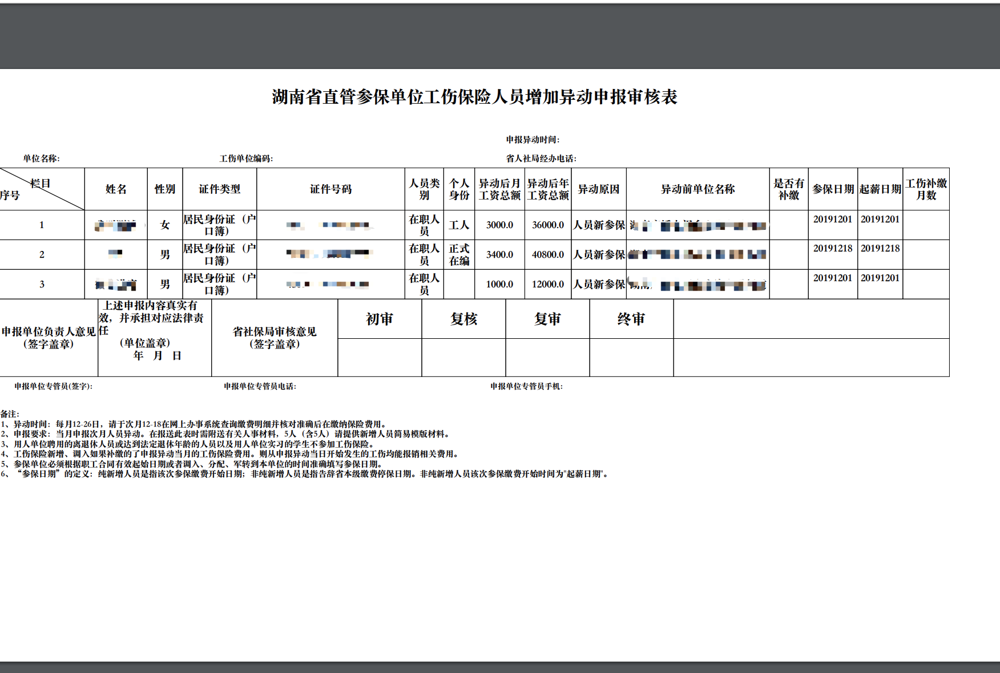 湖南省直管参保单位工伤保险人员增加异动申报审核表
申报异动时间：
单位名称： 工伤单位编码： 省人社局经办电话：
栏目 序号 姓名 性别 证件类型 证件号码 人员类别 个人身份 异动后月工资总额 异动后年工资总额 异动原因 异动前单位名称 是否有补缴 参保日期 起薪日期 工伤补缴月数
1 女 居民身份证（户口簿） 在职人员 工人 3000.0 36000.0 人员新参保 20191201 20191201
2 男 居民身份证（户口簿） 在职人员 正式在编 3400.0 40800.0 人员新参保 20191218 20191218
3 男 居民身份证（户口簿） 在职人员 1000.0 12000.0 人员新参保 20191201 20191201
申报单位负责人意见
(签字盖章)
上述申报内容真实有
效，并承担对应法律责
任
(单位盖章)
年 月 日
省社保局审核意见
(签字盖章)
初审 复核 复审 终审
申报单位专管员(签字)： 申报单位专管员电话： 申报单位专管员手机：
备注：
1、异动时间：每月12-26日，请于次月12-18在网上办事系统查询缴费明细并核对准确后在缴纳保险费用。
2、申报要求：当月申报次月人员异动。在报送此表时需附送有关人事材料，5人（含5人）请提供新增人员简易模版材料。
3、用人单位聘用的离退休人员或达到法定退休年龄的人员以及用人单位实习的学生不参加工伤保险。
4、工伤保险新增、调入如果补缴的了申报异动当月的工伤保险费用。则从申报异动当日开始发生的工伤均能报销相关费用。
5、参保单位必须根据职工合同有效起始日期或者调入、分配、军转到本单位的时间准确填写参保日期。
6、“参保日期”的定义：纯新增人员是指该次参保缴费开始日期；非纯新增人员是指告辞省本级缴费停保日期。非纯新增人员该次参保缴费开始时间为"起薪日期"。